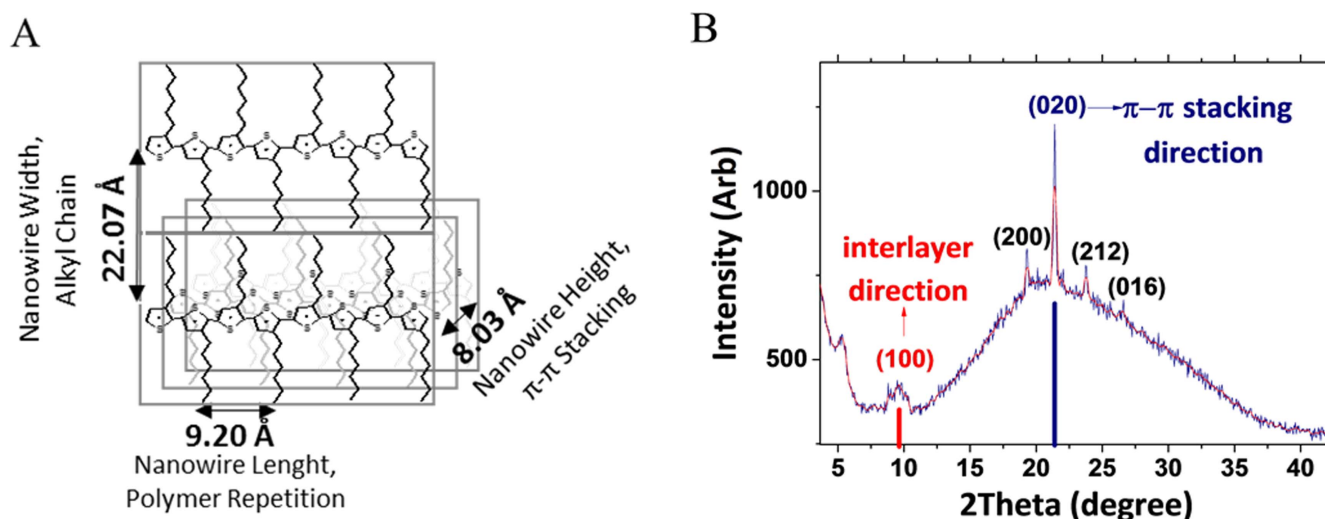 A
Nanowire Width,
Alkyl Chain
22.07 Å
8.03 Å
Nanowire Height,
π-π Stacking
9.20 Å
Nanowire Lenght,
Polymer Repetition
B
Intensity (Arb)
1000
500
(020) → π–π stacking
direction
(200)
(212)
(016)
interlayer
direction
(100)
5 10 15 20 25 30 35 40
2Theta (degree)